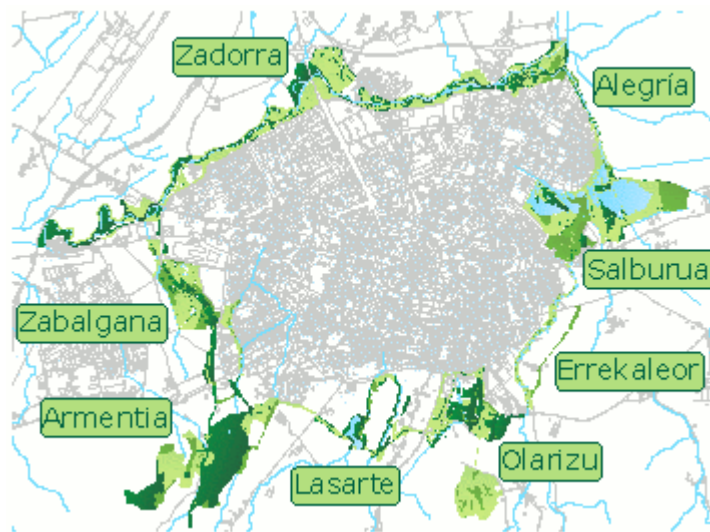 Zadorra
Alegría
Salburua
Zabalgana
Errekaleor
Armentia
Olarizu
Lasarte